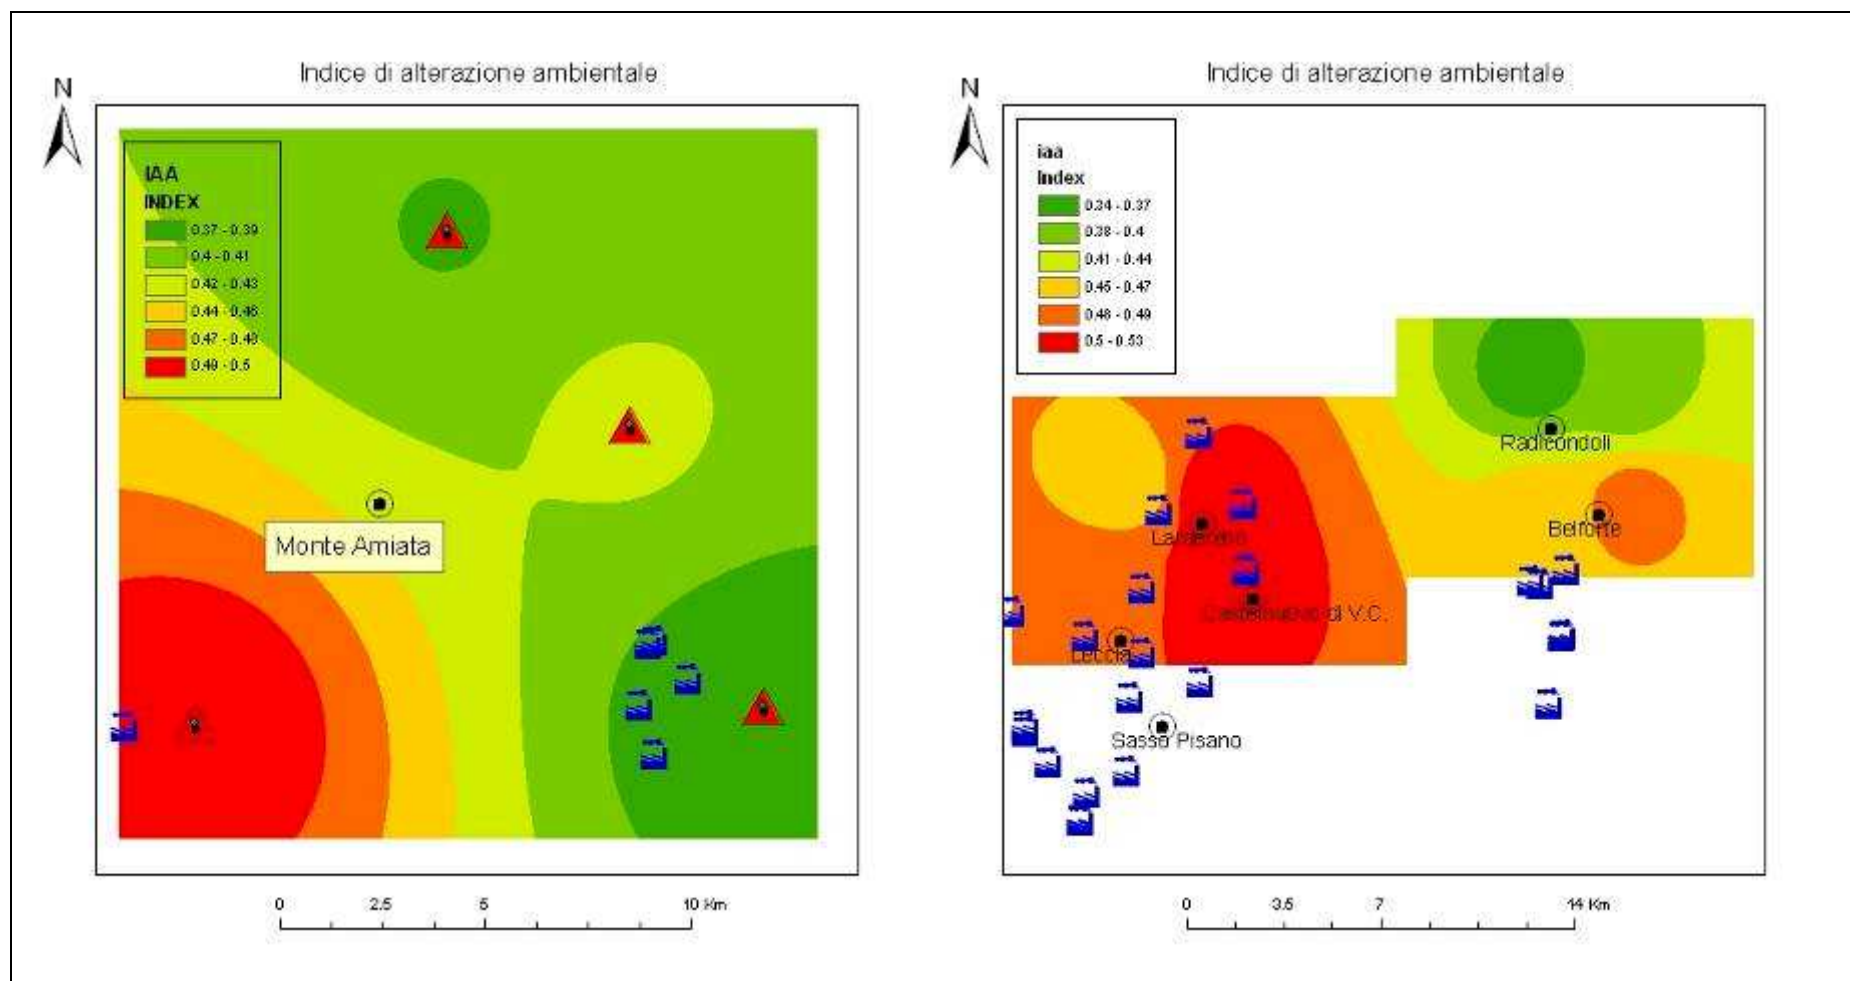 Indice di alterazione ambientale
N
IAA
INDEX
0.37 - 0.39
0.4 - 0.41
0.42 - 0.43
0.44 - 0.46
0.47 - 0.48
0.49 - 0.5
Monte Amiata
0 2.5 5 10 Km
Indice di alterazione ambientale
N
iaa
Index
0.34 - 0.37
0.38 - 0.4
0.41 - 0.44
0.45 - 0.47
0.48 - 0.49
0.5 - 0.53
Radicondoli
Belforte
Castelnuovo di V.C.
Leccia
Sasso Pisano
0 3.5 7 14 Km